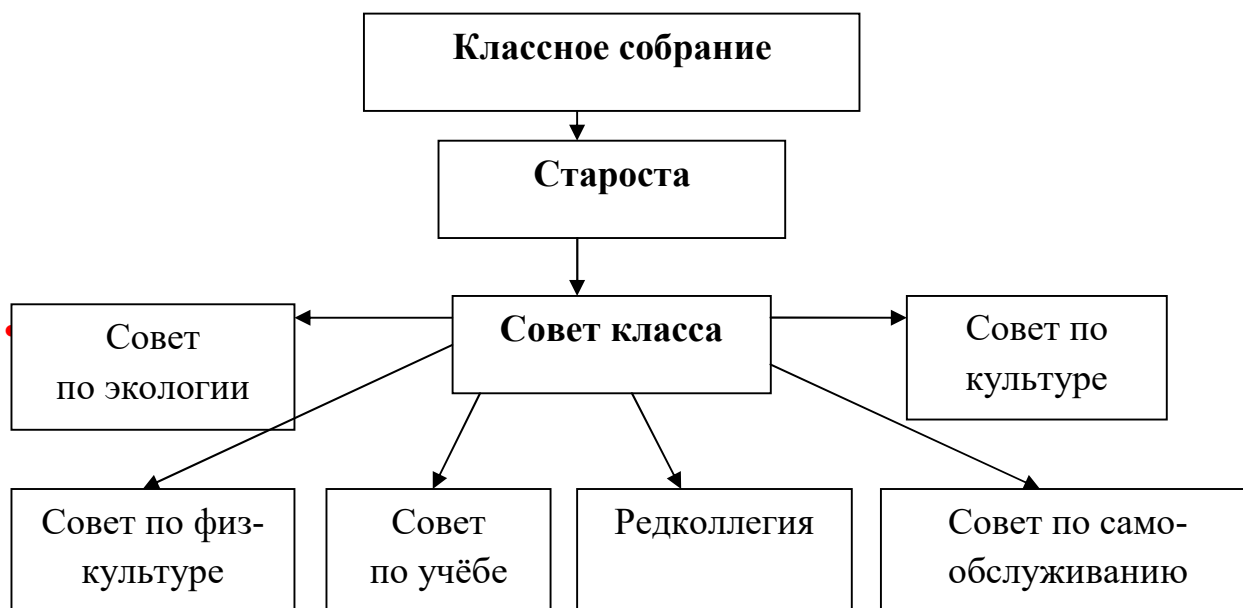 Классное собрание
Староста
Совет
по экологии
Совет класса
Совет по
культуре
Совет по физ-
культуре
Совет
по учёбе
Редколлегия
Совет по само-
обслуживанию